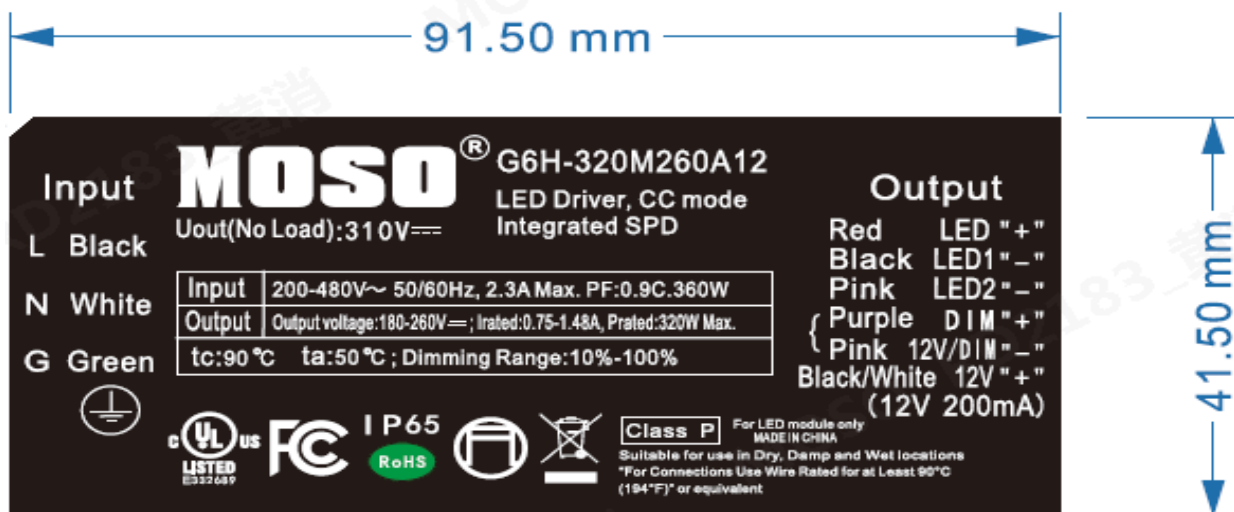 91.50 mm
41.50 mm
Input
L Black
N White
G Green
MOSO®
Uout(No Load):310V⎓
G6H-320M260A12
LED Driver, CC mode
Integrated SPD
Input 200-480V～ 50/60Hz, 2.3A Max. PF:0.9C.360W
Output Output voltage:180-260V⎓; Irated:0.75-1.48A, Prated:320W Max.
tc:90℃ ta:50℃; Dimming Range:10%-100%
Output
Red LED "+"
Black LED1"–"
Pink LED2"–"
{ Purple DIM"+"
Pink 12V/DIM"–"
Black/White 12V "+"
(12V 200mA)
c UL us
LISTED
E332689
FC
IP65
RoHS
Class P
For LED module only
MADE IN CHINA
Suitable for use in Dry, Damp and Wet locations
"For Connections Use Wire Rated for at Least 90°C
(194°F)" or equivalent